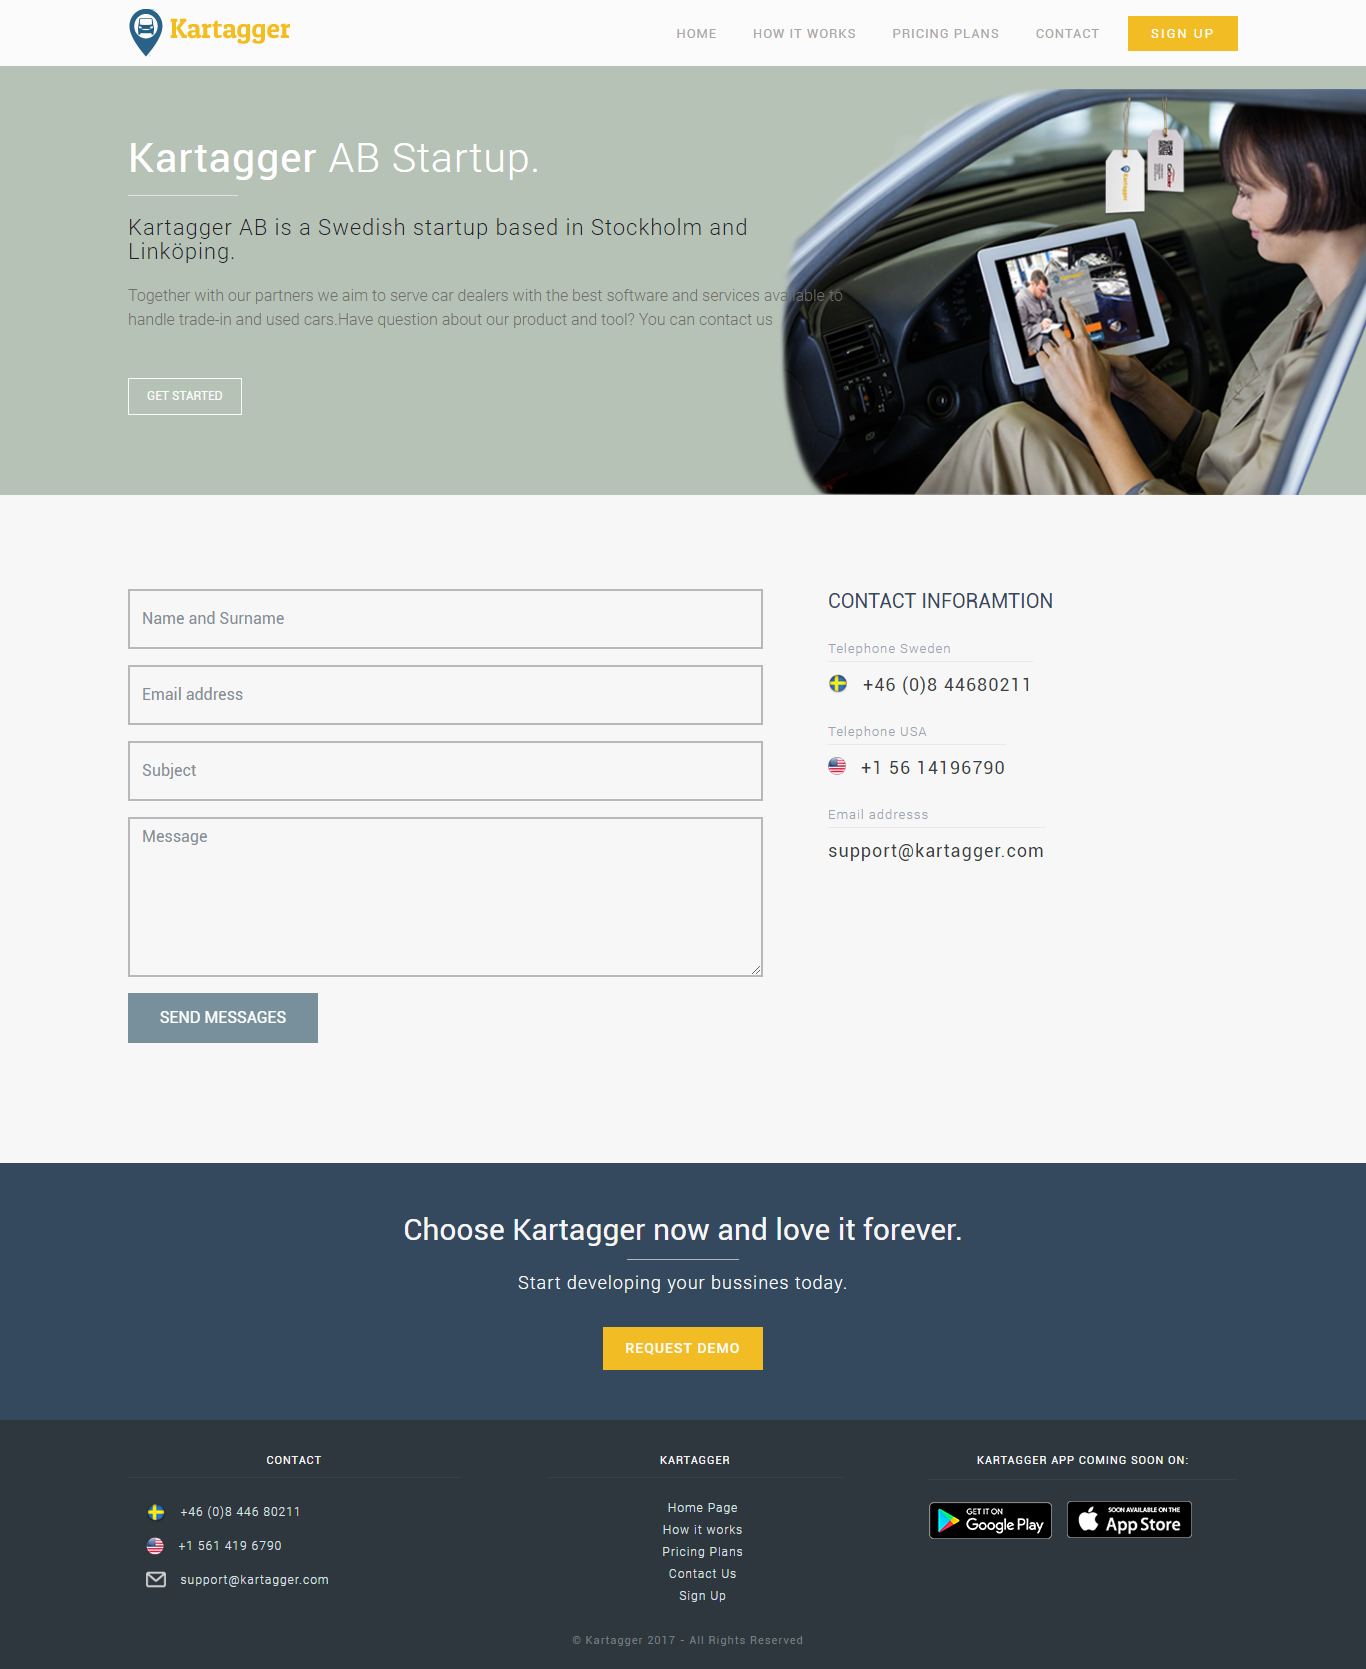 Kartagger
HOME
HOW IT WORKS
PRICING PLANS
CONTACT
SIGN UP
Kartagger AB Startup.
Kartagger AB is a Swedish startup based in Stockholm and
Linköping.
Together with our partners we aim to serve car dealers with the best software and services available to
handle trade-in and used cars.Have question about our product and tool? You can contact us
GET STARTED
Kartagger
Name and Surname
Email address
Subject
Message
SEND MESSAGES
CONTACT INFORAMTION
Telephone Sweden
+46 (0)8 44680211
Telephone USA
+1 56 14196790
Email addresss
support@kartagger.com
Choose Kartagger now and love it forever.
Start developing your bussines today.
REQUEST DEMO
CONTACT
+46 (0)8 446 80211
+1 561 419 6790
support@kartagger.com
KARTAGGER
Home Page
How it works
Pricing Plans
Contact Us
Sign Up
KARTAGGER APP COMING SOON ON:
GET IT ON
Google Play
SOON AVAILABLE ON THE
App Store
© Kartagger 2017 - All Rights Reserved